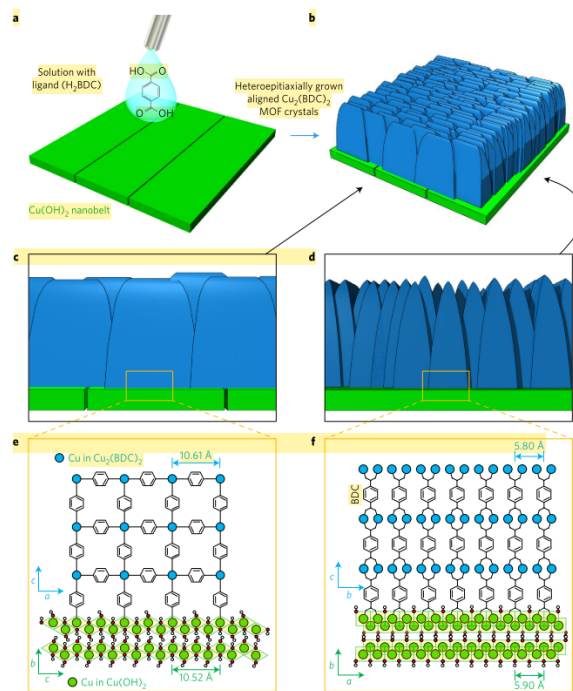 a
b
Solution with
ligand (H₂BDC)
HO
O
O
OH
Heteroepitiaxially grown
aligned Cu₂(BDC)₂
MOF crystals
Cu(OH)₂ nanobelt
c
d
e
f
Cu in Cu₂(BDC)₂
10.61 Å
5.80 Å
BDC
c
a
c
b
b
c
b
a
10.52 Å
5.90 Å
Cu in Cu(OH)₂